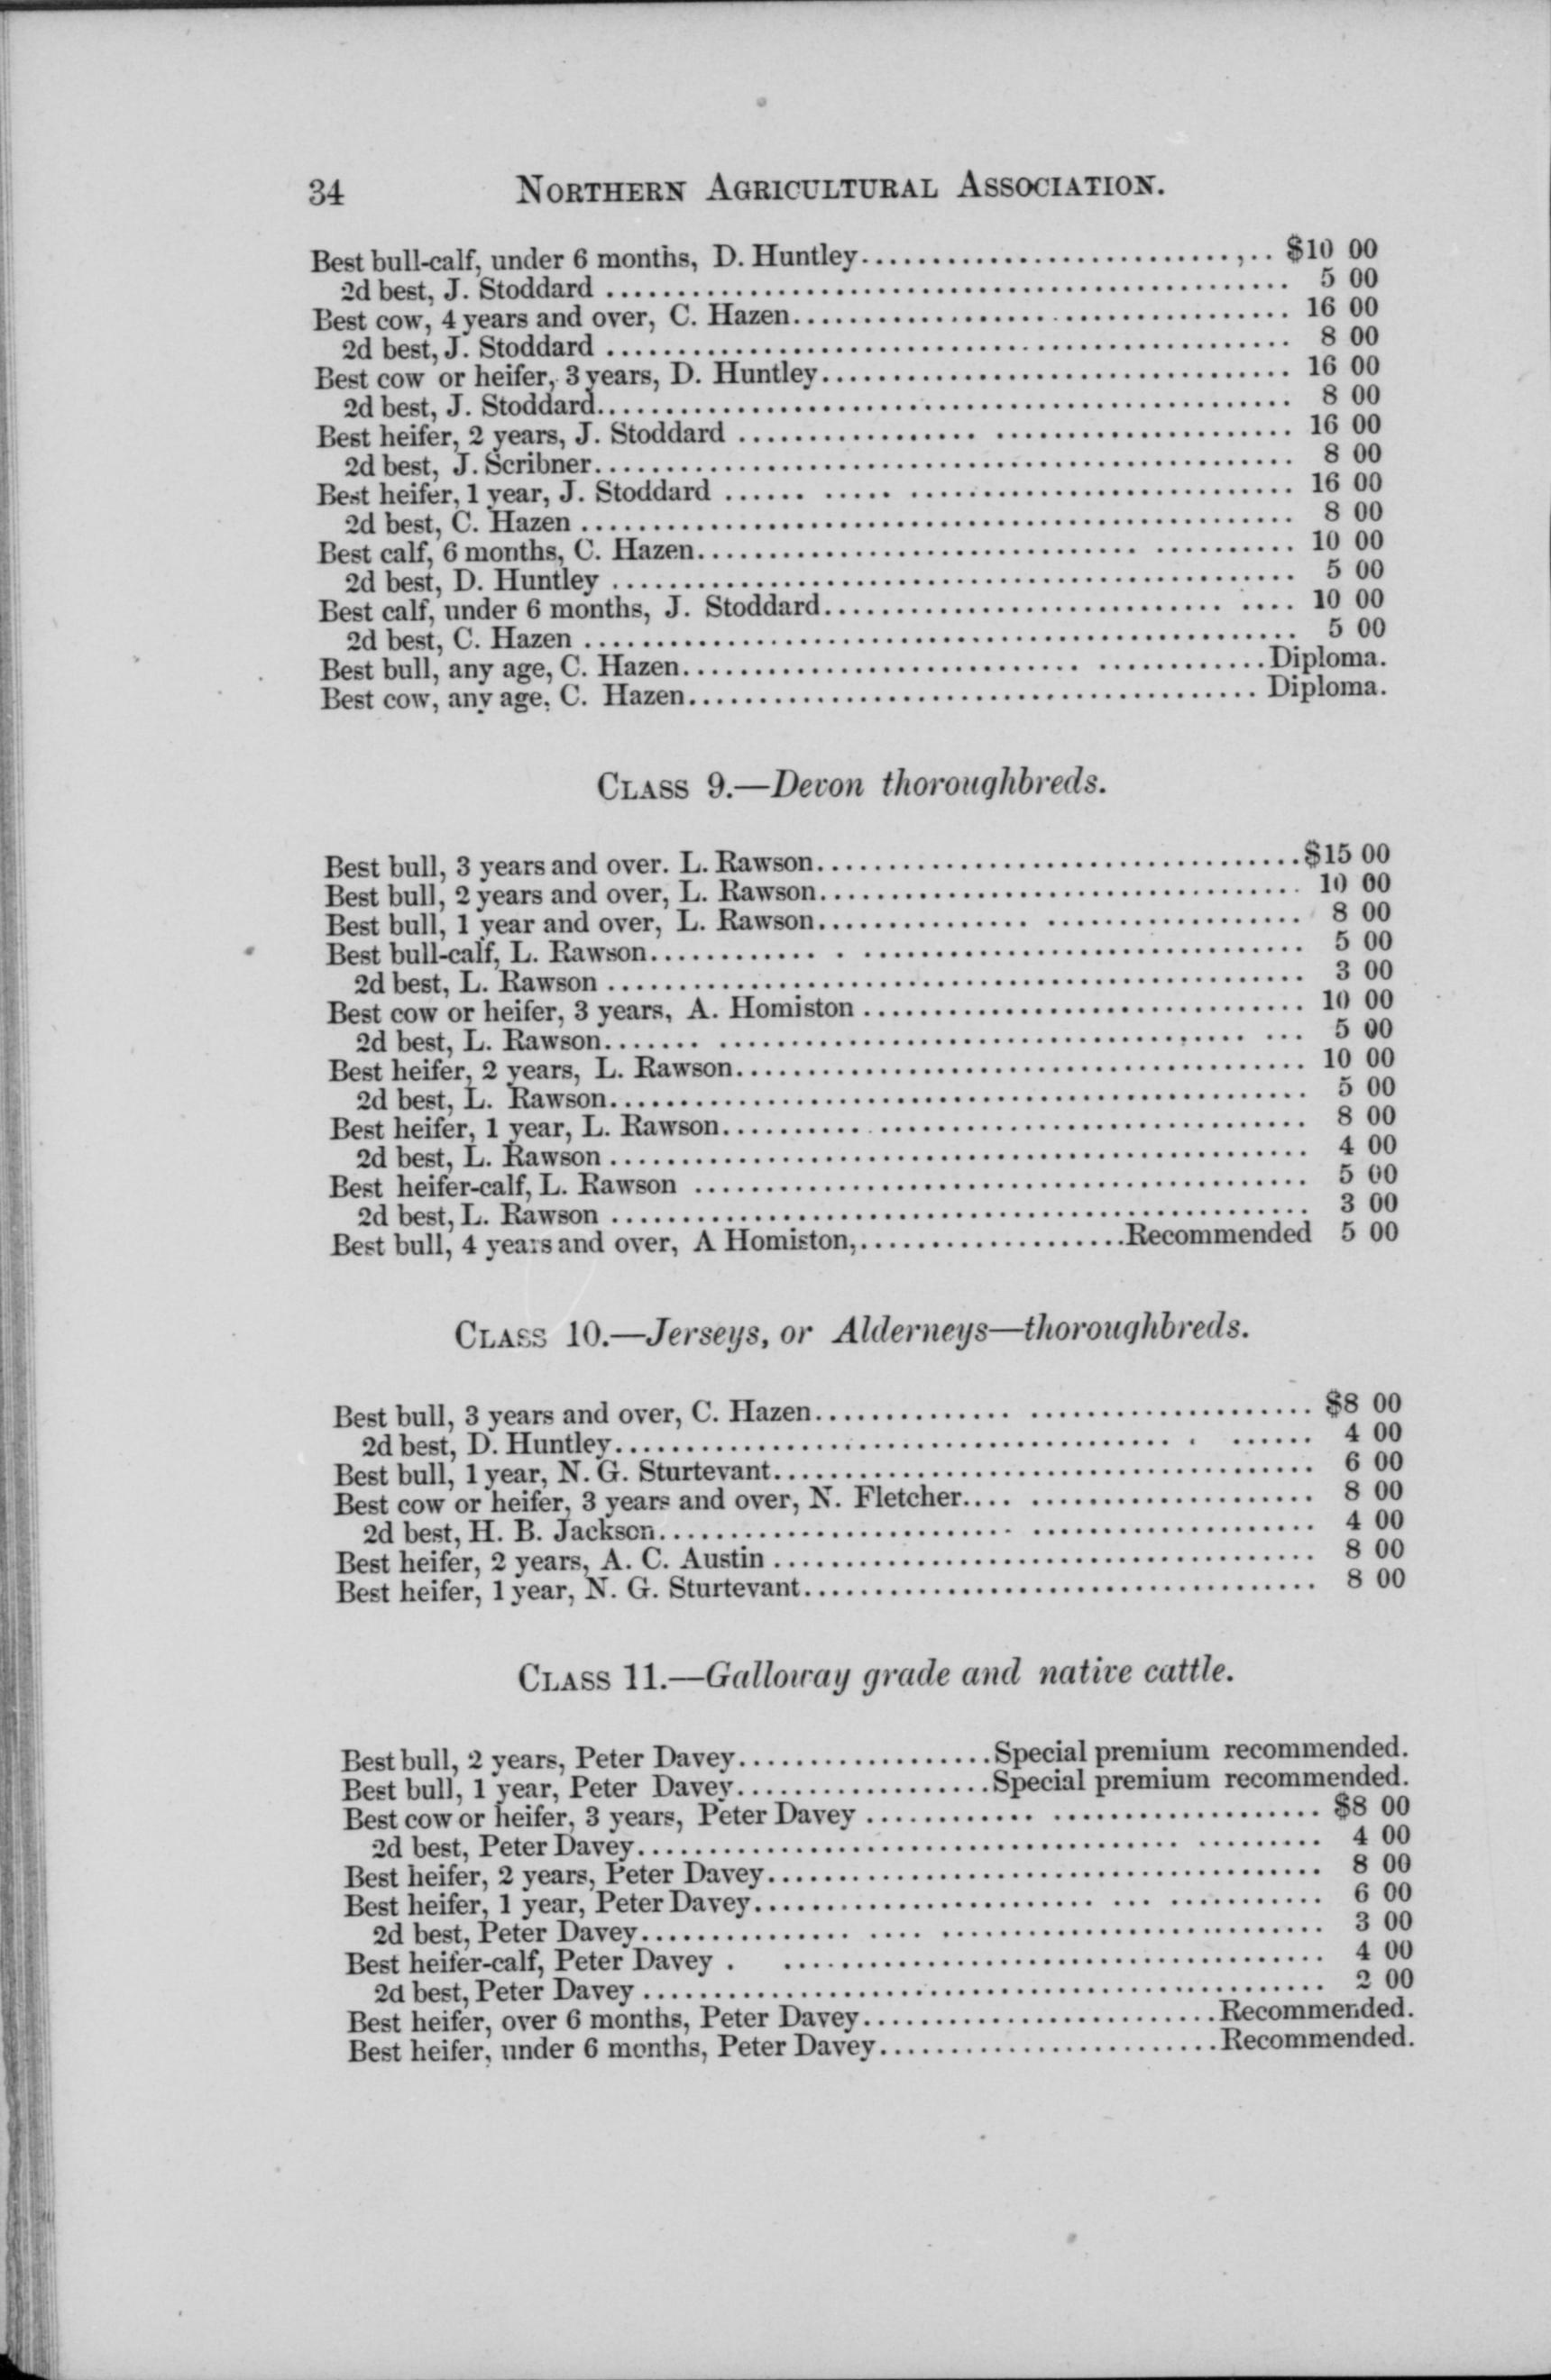 34 NORTHERN AGRICULTURAL ASSOCIATION.
Best bull-calf, under 6 months, D. Huntley............................,.. $10 00
2d best, J. Stoddard ................................................ 5 00
Best cow, 4 years and over, C. Hazen................................... 16 00
2d best, J. Stoddard ................................................ 8 00
Best cow or heifer, 3 years, D. Huntley................................. 16 00
2d best, J. Stoddard................................................. 8 00
Best heifer, 2 years, J. Stoddard ................. ..................... 16 00
2d best, J. Scribner................................................. 8 00
Best heifer, 1 year, J. Stoddard ...... ..... ........................... 16 00
2d best, C. Hazen .................................................. 8 00
Best calf, 6 months, C. Hazen............................... .......... 10 00
2d best, D. Huntley ................................................ 5 00
Best calf, under 6 months, J. Stoddard............................ .... 10 00
2d best, C. Hazen .................................................. 5 00
Best bull, any age, C. Hazen............................ ............Diploma.
Best cow, any age, C. Hazen........................................ Diploma.
CLASS 9.—Devon thoroughbreds.
Best bull, 3 years and over. L. Rawson..................................$15 00
Best bull, 2 years and over, L. Rawson.................................. 10 00
Best bull, 1 year and over, L. Rawson............... .................. 8 00
Best bull-calf, L. Rawson............ . ............................... 5 00
2d best, L. Rawson ................................................. 3 00
Best cow or heifer, 3 years, A. Homiston ............................... 10 00
2d best, L. Rawson....... ..................................... ... 5 00
Best heifer, 2 years, L. Rawson........................................ 10 00
2d best, L. Rawson................................................. 5 00
Best heifer, 1 year, L. Rawson.......... .............................. 8 00
2d best, L. Rawson ................................................. 4 00
Best heifer-calf, L. Rawson ........................................... 5 00
2d best, L. Rawson ................................................. 3 00
Best bull, 4 years and over, A Homiston,...................Recommended 5 00
CLASS 10.—Jerseys, or Alderneys—thoroughbreds.
Best bull, 3 years and over, C. Hazen.............. .................... $8 00
2d best, D. Huntley....................................... . ...... 4 00
Best bull, 1 year, N. G. Sturtevant...................................... 6 00
Best cow or heifer, 3 years and over, N. Fletcher.... .................... 8 00
2d best, H. B. Jackson......................... .................... 4 00
Best heifer, 2 years, A. C. Austin ...................................... 8 00
Best heifer, 1 year, N. G. Sturtevant.................................... 8 00
CLASS 11.—Galloway grade and native cattle.
Best bull, 2 years, Peter Davey..................Special premium recommended.
Best bull, 1 year, Peter Davey..................Special premium recommended.
Best cow or heifer, 3 years, Peter Davey ............ ................... $8 00
2d best, Peter Davey...................................... ......... 4 00
Best heifer, 2 years, Peter Davey....................................... 8 00
Best heifer, 1 year, Peter Davey........................ ... ........... 6 00
2d best, Peter Davey............... .... ........................... 3 00
Best heifer-calf, Peter Davey . ...................................... 4 00
2d best, Peter Davey ................................................ 2 00
Best heifer, over 6 months, Peter Davey.........................Recommended.
Best heifer, under 6 months, Peter Davey........................Recommended.